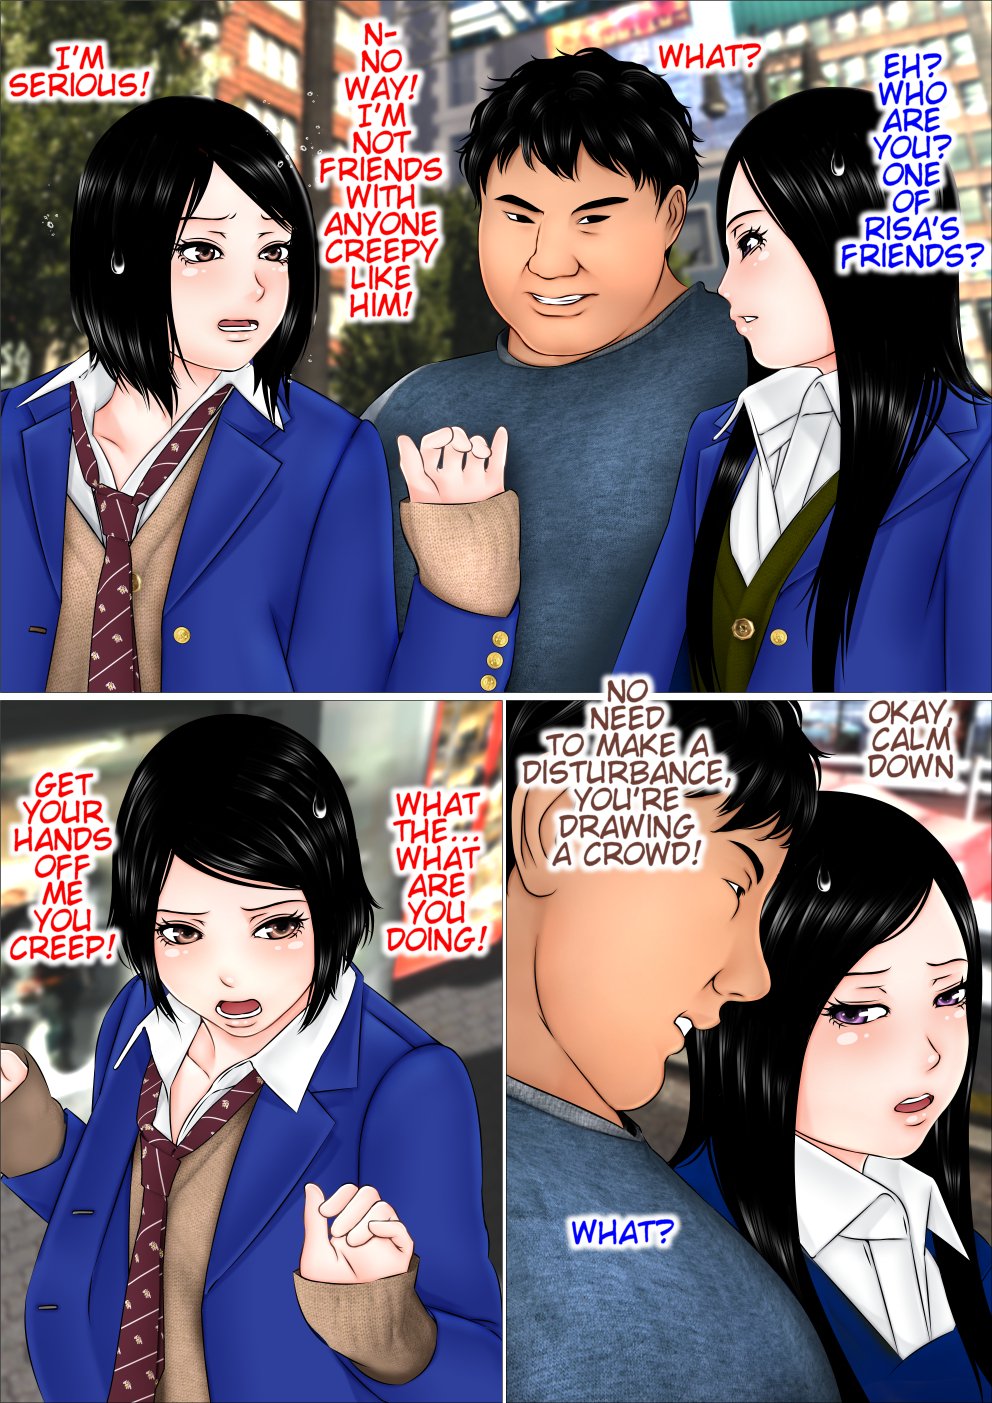 EH?
WHO
ARE
YOU?
ONE
OF
RISA'S
FRIENDS?
WHAT?
N-
NO
WAY!
I'M
NOT
FRIENDS
WITH
ANYONE
CREEPY
LIKE
HIM!
I'M
SERIOUS!
OKAY,
CALM
DOWN
NO
NEED
TO MAKE A
DISTURBANCE,
YOU'RE
DRAWING
A CROWD!
WHAT?
WHAT
THE...
WHAT
ARE
YOU
DOING!
GET
YOUR
HANDS
OFF
ME
YOU
CREEP!